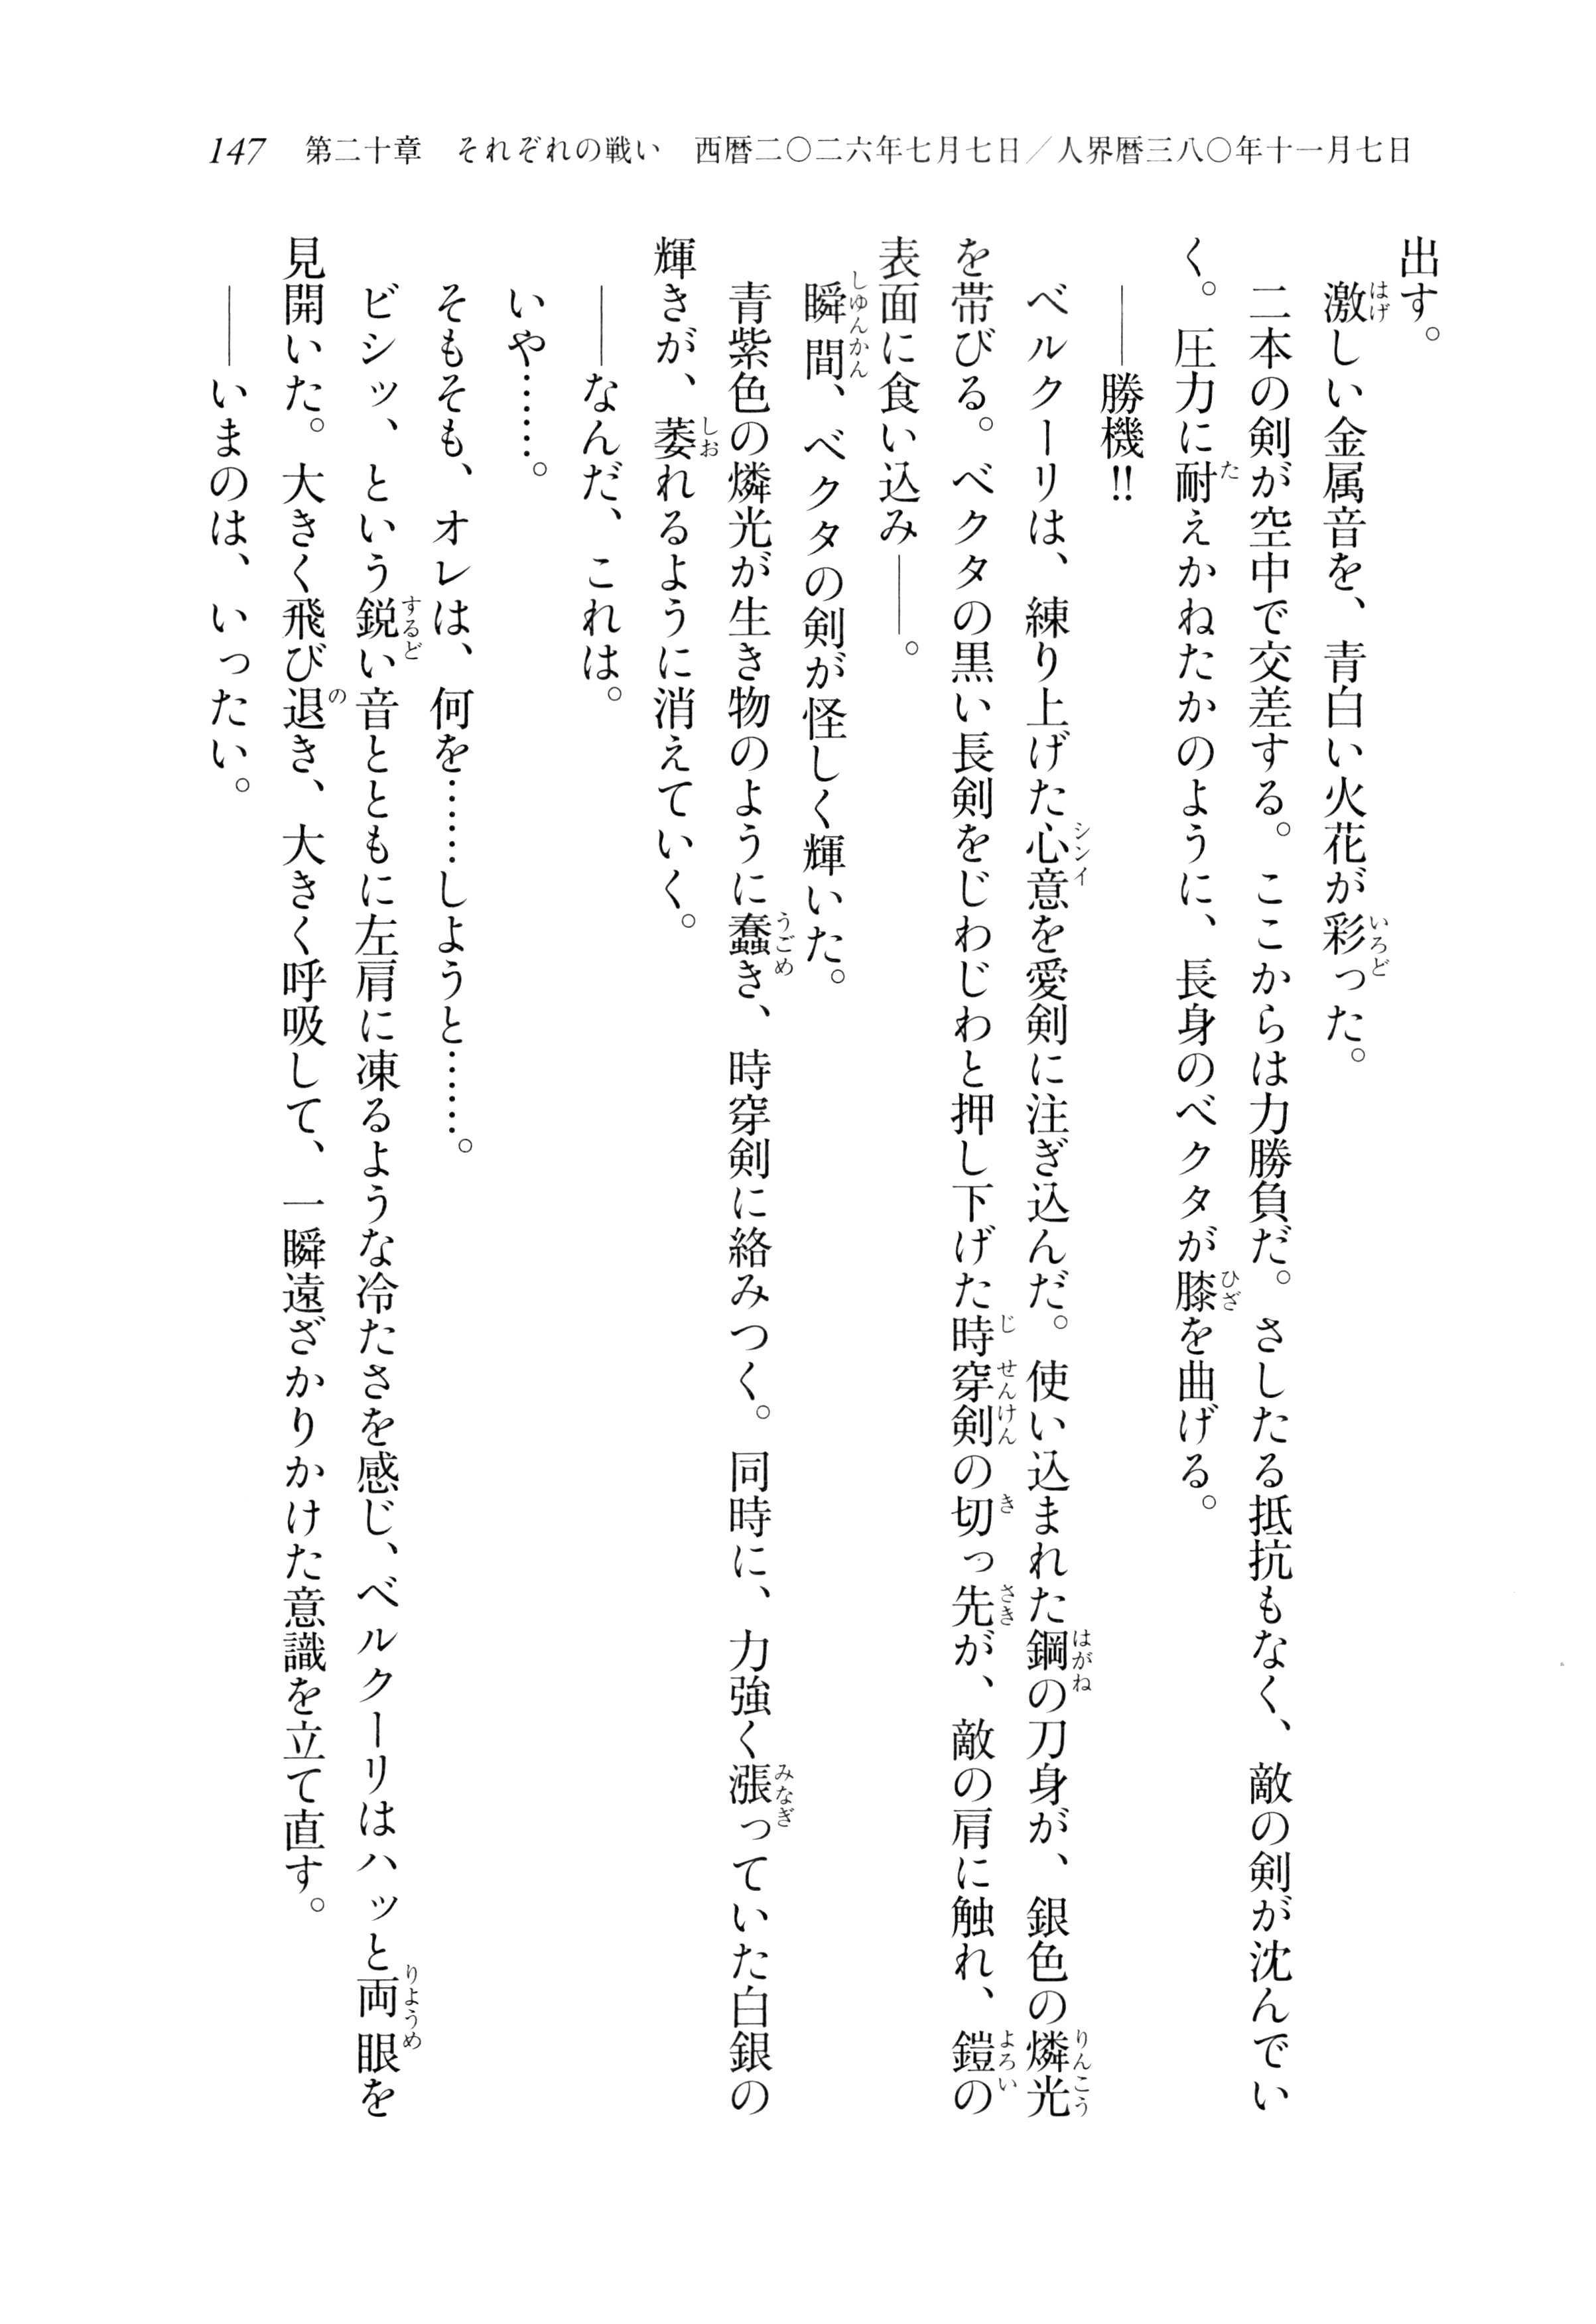 147　第二十章　それぞれの戦い　西暦二〇二六年七月七日／人界暦三八〇年十一月七日
出す。
　激しい金属音を、青白い火花が彩った。
　二本の剣が空中で交差する。ここからは力勝負だ。さしたる抵抗もなく、敵の剣が沈んでい
く。圧力に耐えかねたかのように、長身のベクタが膝を曲げる。
　――勝機!!
　ベルクーリは、練り上げた心意を愛剣に注ぎ込んだ。使い込まれた鋼の刀身が、銀色の燐光
を帯びる。ベクタの黒い長剣をじわじわと押し下げた時穿剣の切っ先が、敵の肩に触れ、鎧の
表面に食い込み――。
　瞬間、ベクタの剣が怪しく輝いた。
　青紫色の燐光が生き物のように蠢き、時穿剣に絡みつく。同時に、力強く漲っていた白銀の
輝きが、萎れるように消えていく。
　――なんだ、これは。
　いや……。
　そもそも、オレは、何を……しようと……。
　ビシッ、という鋭い音とともに左肩に凍るような冷たさを感じ、ベルクーリはハッと両眼を
見開いた。大きく飛び退き、大きく呼吸して、一瞬遠ざかりかけた意識を立て直す。
　――いまのは、いったい。